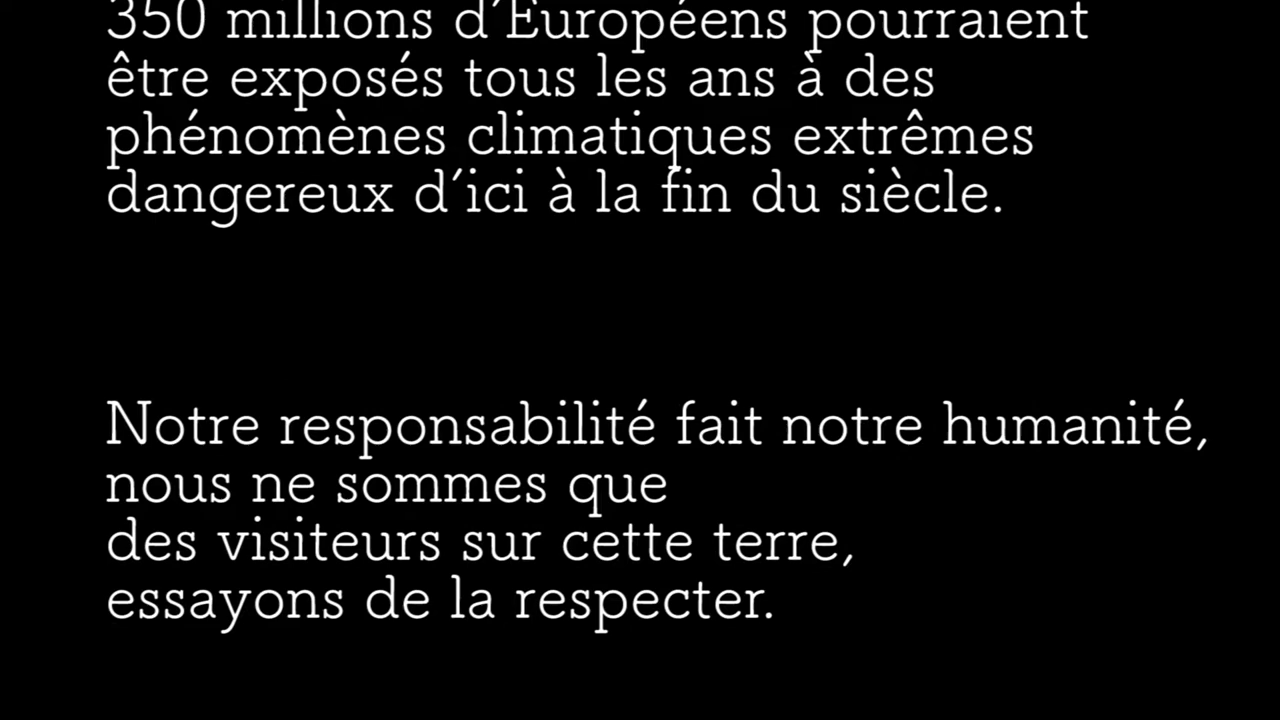 350 millions d´Européens pourraient
être exposés tous les ans à des
phénomènes climatiques extrêmes
dangereux d´ici à la fin du siècle.
Notre responsabilité fait notre humanité,
nous ne sommes que
des visiteurs sur cette terre,
essayons de la respecter.